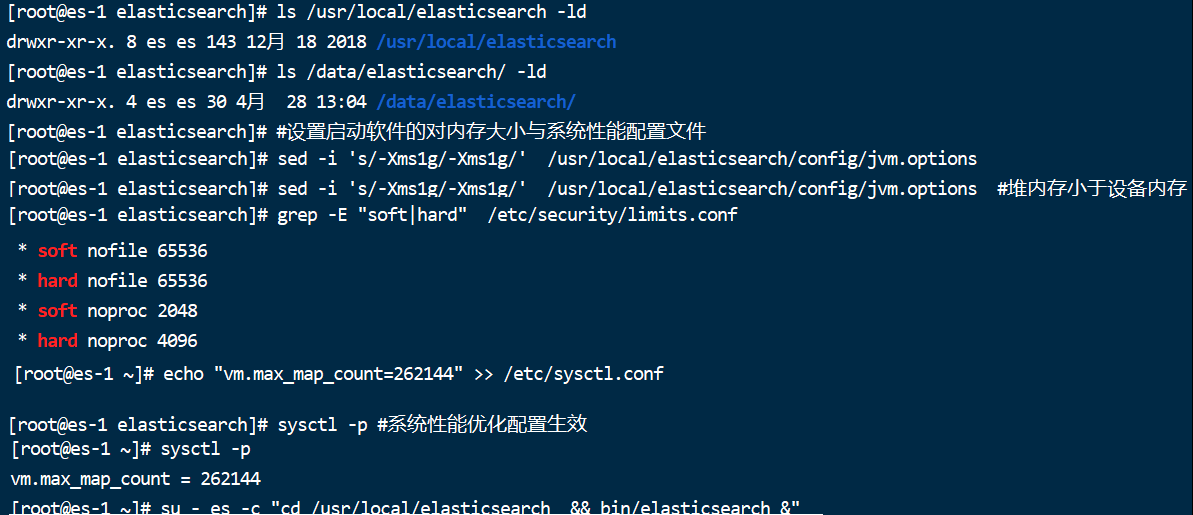 [root@es-1 elasticsearch]# ls /usr/local/elasticsearch -ld
drwxr-xr-x. 8 es es 143 12月 18 2018 /usr/local/elasticsearch
[root@es-1 elasticsearch]# ls /data/elasticsearch/ -ld
drwxr-xr-x. 4 es es 30 4月  28 13:04 /data/elasticsearch/
[root@es-1 elasticsearch]# #设置启动软件的对内存大小与系统性能配置文件
[root@es-1 elasticsearch]# sed -i 's/-Xms1g/-Xms1g/'  /usr/local/elasticsearch/config/jvm.options
[root@es-1 elasticsearch]# sed -i 's/-Xms1g/-Xms1g/'  /usr/local/elasticsearch/config/jvm.options  #堆内存小于设备内存
[root@es-1 elasticsearch]# grep -E "soft|hard"  /etc/security/limits.conf
* soft nofile 65536
* hard nofile 65536
* soft noproc 2048
* hard noproc 4096
[root@es-1 ~]# echo "vm.max_map_count=262144" >> /etc/sysctl.conf
[root@es-1 elasticsearch]# sysctl -p #系统性能优化配置生效
[root@es-1 ~]# sysctl -p
vm.max_map_count = 262144
[root@es-1 ~]# su - es -c "cd /usr/local/elasticsearch  && bin/elasticsearch &"